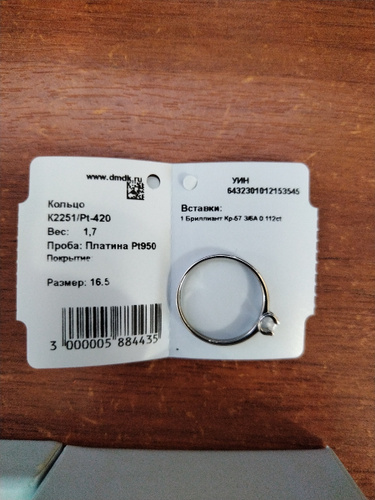 www.dmdk.ru
Кольцо
К2251/Pt-420
Вес: 1,7
Проба: Платина Pt950
Покрытие:
Размер: 16.5
3 000005 884435
УИН
6432301012153545
Вставки:
1 Бриллиант Кр-57 3/6А 0.112ct